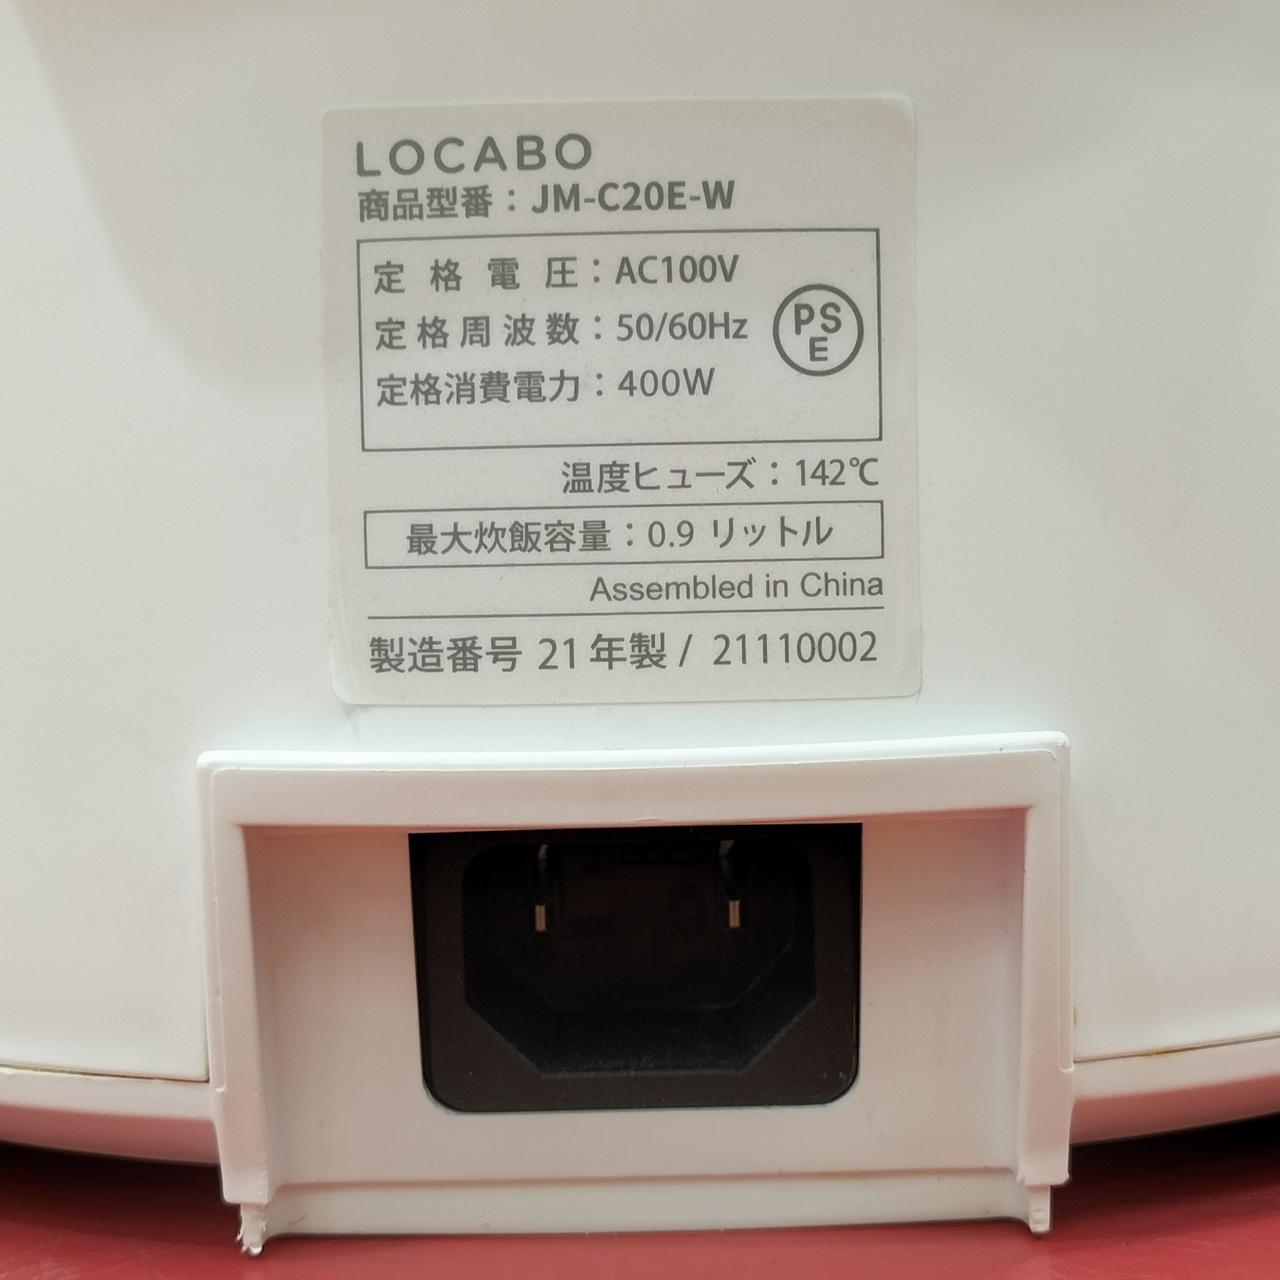 LOCABO
商品型番：JM-C20E-W
定格電圧：AC100V
定格周波数：50/60Hz
定格消費電力：400W
PS
E
温度ヒューズ：142℃
最大炊飯容量：0.9 リットル
Assembled in China
製造番号 21年製 / 21110002